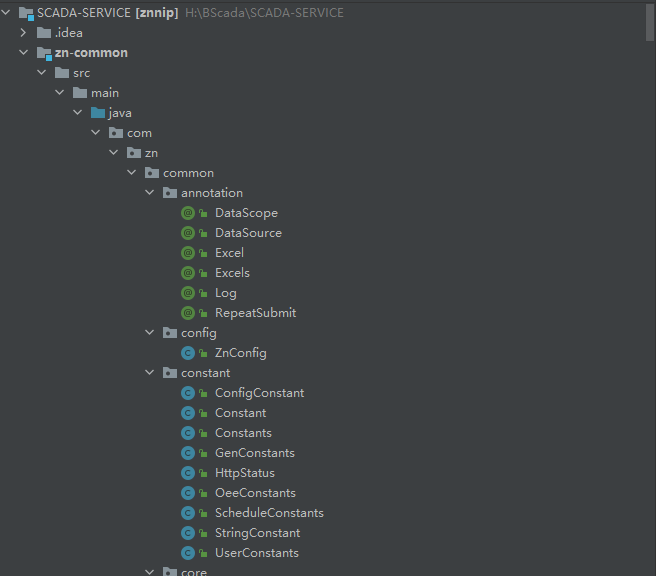 SCADA-SERVICE [znnip] H:\BScada\SCADA-SERVICE
.idea
zn-common
src
main
java
com
zn
common
annotation
@ DataScope
@ DataSource
@ Excel
@ Excels
@ Log
@ RepeatSubmit
config
C ZnConfig
constant
C ConfigConstant
C Constant
C Constants
C GenConstants
C HttpStatus
C OeeConstants
C ScheduleConstants
C StringConstant
C UserConstants
core